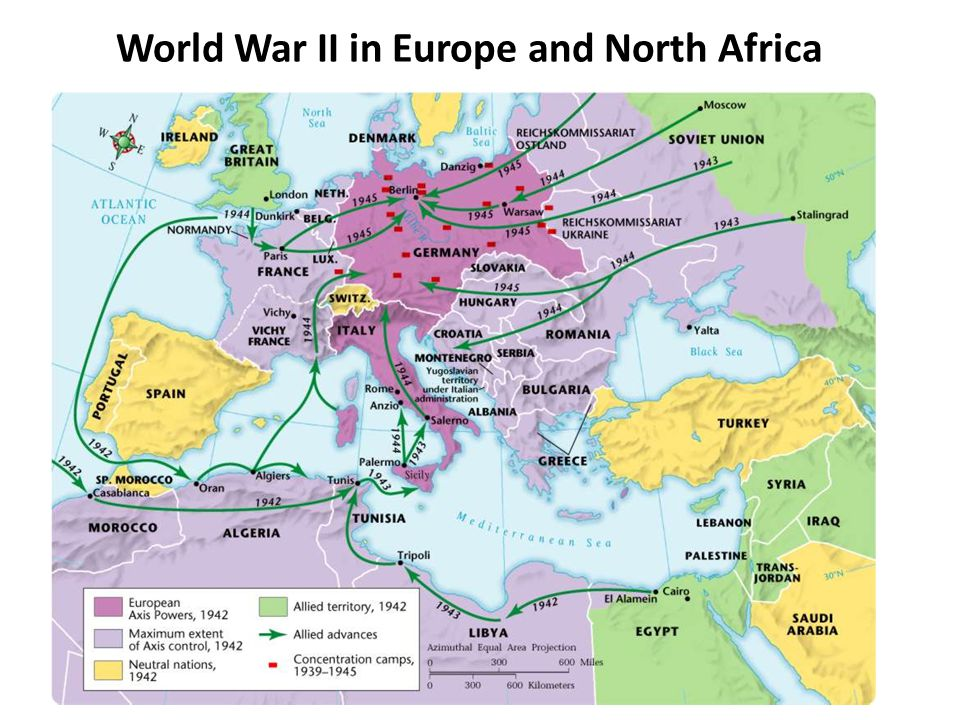 World War II in Europe and North Africa
N
W
E
S
North
Sea
Baltic
Sea
Moscow
IRELAND
GREAT
BRITAIN
DENMARK
REICHSKOMMISSARIAT
OSTLAND
SOVIET UNION
Danzig
1945
1944
1943
50°N
ATLANTIC
OCEAN
London
NETH.
Berlin
1945
1944
1944
Dunkirk
BELG.
1945
Warsaw
REICHSKOMMISSARIAT
UKRAINE
1943
Stalingrad
NORMANDY
1945
1945
Paris
LUX.
GERMANY
FRANCE
SLOVAKIA
1944
1945
SWITZ.
HUNGARY
Vichy
VICHY
FRANCE
1944
ITALY
CROATIA
1944
ROMANIA
Yalta
Black Sea
MONTENEGRO
SERBIA
Yugoslavian
territory
under Italian
administration
BULGARIA
40°N
PORTUGAL
SPAIN
Rome
1944
Anzio
ALBANIA
Salerno
TURKEY
1944
1943
GREECE
1942
1942
Palermo
Sicily
SP. MOROCCO
Casablanca
Oran
Algiers
Tunis
1943
SYRIA
1942
MOROCCO
ALGERIA
TUNISIA
Mediterranean Sea
LEBANON
IRAQ
PALESTINE
Tripoli
TRANS-
JORDAN
30°N
1943
1942
El Alamein
Cairo
LIBYA
EGYPT
SAUDI
ARABIA
European
Axis Powers, 1942
Maximum extent
of Axis control, 1942
Neutral nations,
1942
Allied territory, 1942
Allied advances
Concentration camps,
1939–1945
Azimuthal Equal Area Projection
0 300 600 Miles
0 300 600 Kilometers